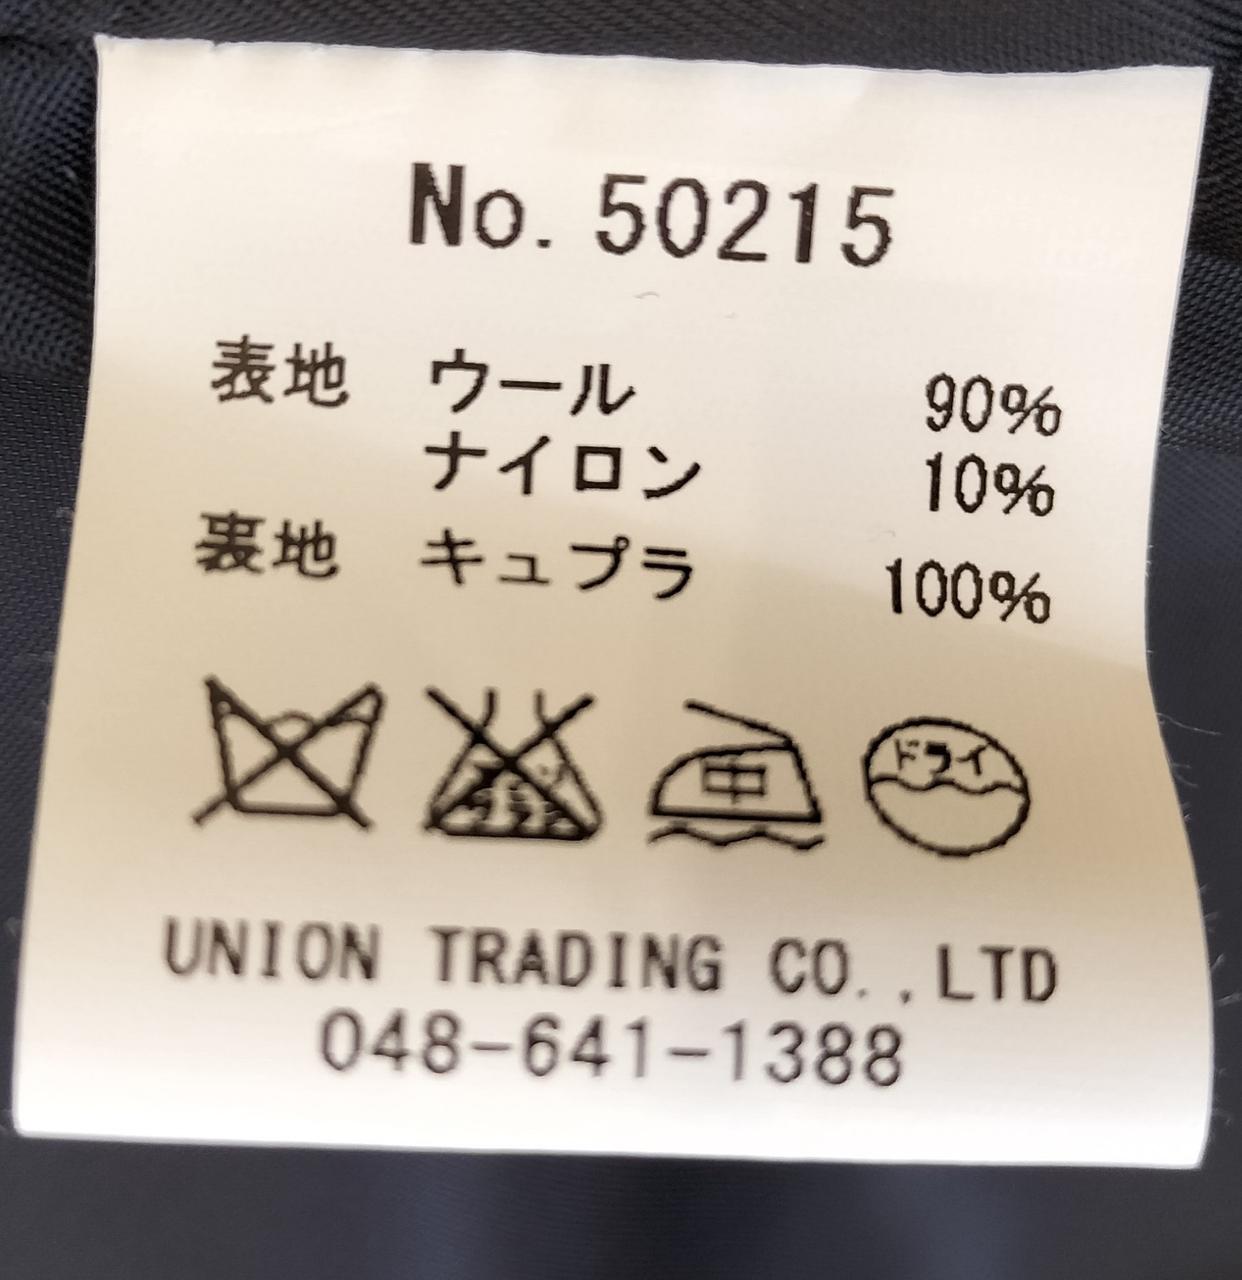 No. 50215
表地 ウール 90%
ナイロン 10%
裏地 キュプラ 100%
中 ドライ
UNION TRADING CO.,LTD
048-641-1388